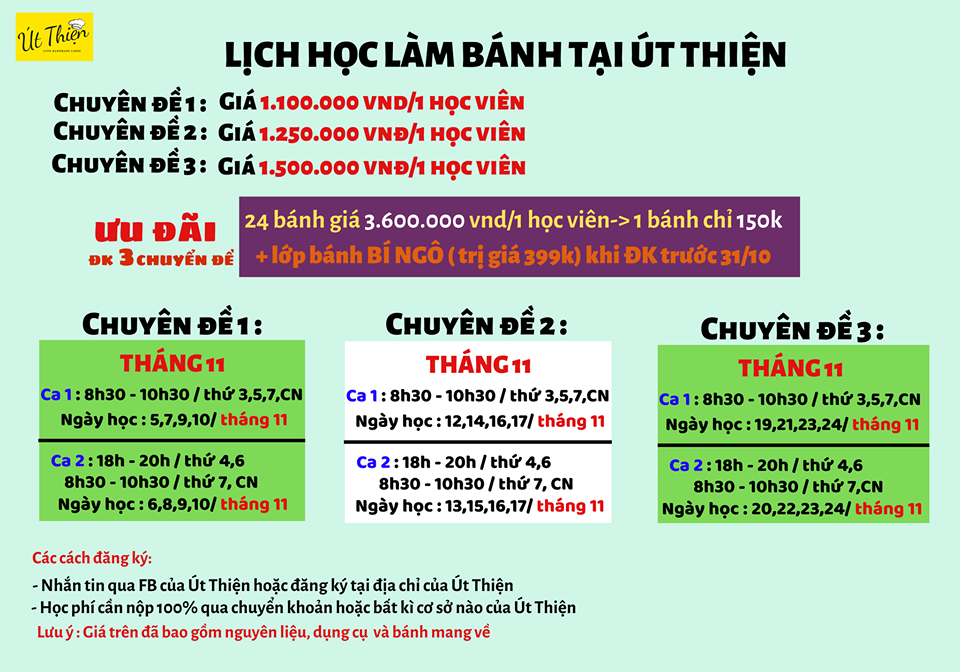 Út Thiện
LOVE HANDMADE CAKES
LỊCH HỌC LÀM BÁNH TẠI ÚT THIỆN
CHUYÊN ĐỀ 1 : GIÁ 1.100.000 VND/1 HỌC VIÊN
CHUYÊN ĐỀ 2 : GIÁ 1.250.000 VNĐ/1 HỌC VIÊN
CHUYÊN ĐỀ 3 : GIÁ 1.500.000 VNĐ/1 HỌC VIÊN
ƯU ĐÃI
ĐK 3 CHUYỂN ĐỀ
24 bánh giá 3.600.000 vnd/1 học viên-> 1 bánh chỉ 150k
+ lớp bánh BÍ NGÔ ( trị giá 399k) khi ĐK trước 31/10
CHUYÊN ĐỀ 1 :
THÁNG 11
Ca 1 : 8h30 - 10h30 / thứ 3,5,7,CN
Ngày học : 5,7,9,10/ tháng 11
Ca 2 : 18h - 20h / thứ 4,6
8h30 - 10h30 / thứ 7, CN
Ngày học : 6,8,9,10/ tháng 11
CHUYÊN ĐỀ 2 :
THÁNG 11
Ca 1 : 8h30 - 10h30 / thứ 3,5,7,CN
Ngày học : 12,14,16,17/ tháng 11
Ca 2 : 18h - 20h / thứ 4,6
8h30 - 10h30 / thứ 7, CN
Ngày học : 13,15,16,17/ tháng 11
CHUYÊN ĐỀ 3 :
THÁNG 11
Ca 1 : 8h30 - 10h30 / thứ 3,5,7,CN
Ngày học : 19,21,23,24/ tháng 11
Ca 2 : 18h - 20h / thứ 4,6
8h30 - 10h30 / thứ 7,CN
Ngày học : 20,22,23,24/ tháng 11
Các cách đăng ký:
- Nhắn tin qua FB của Út Thiện hoặc đăng ký tại địa chỉ của Út Thiện
- Học phí cần nộp 100% qua chuyển khoản hoặc bất kì cơ sở nào của Út Thiện
Lưu ý : Giá trên đã bao gồm nguyên liệu, dụng cụ và bánh mang về